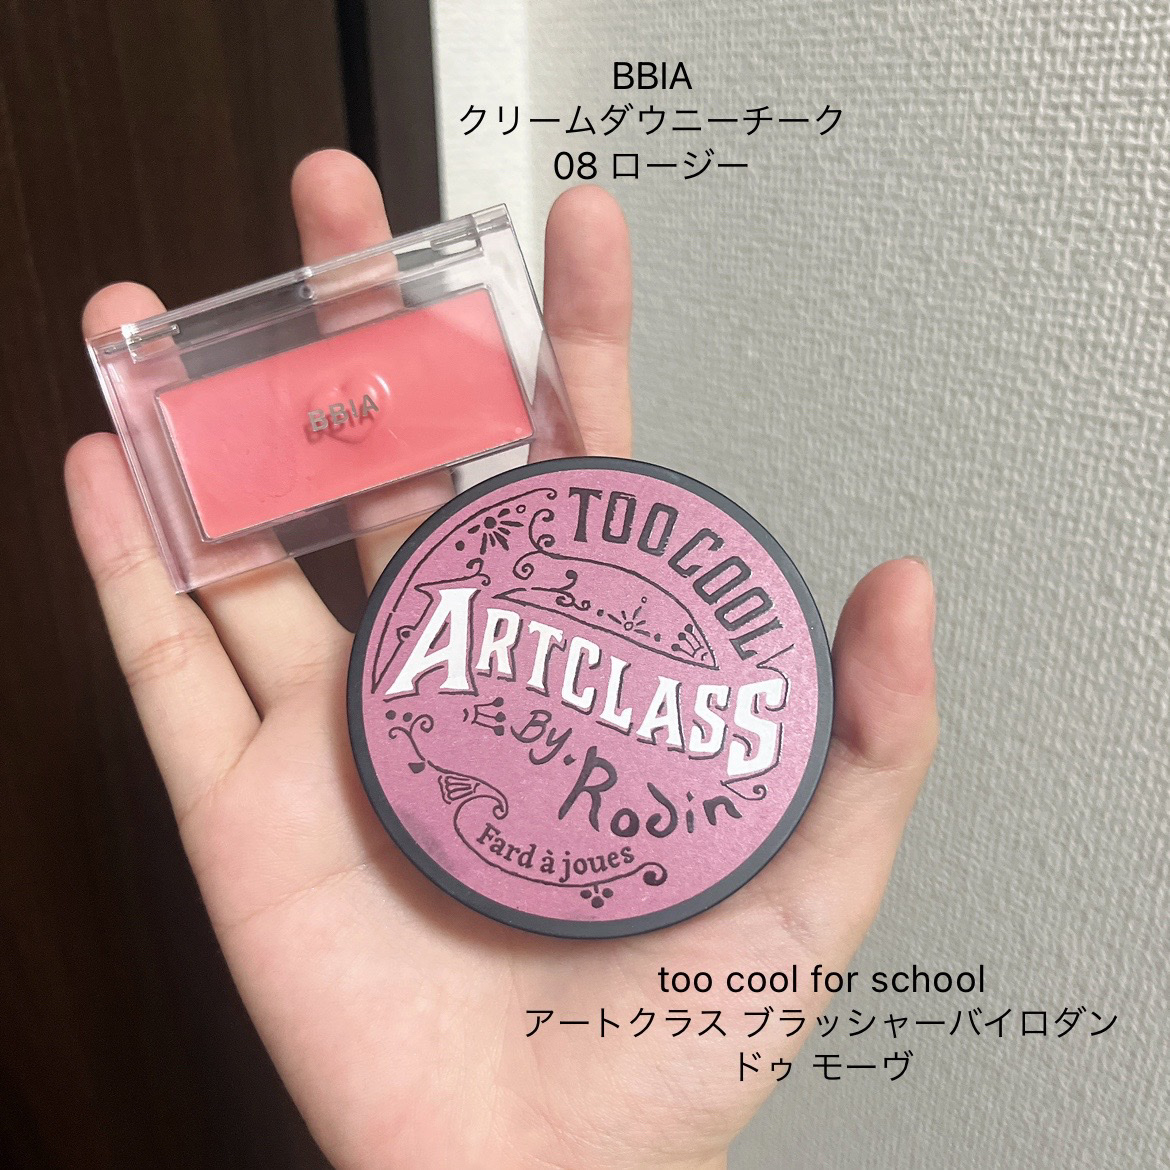 BBIA
クリームダウニーチーク
08 ロージー
BBIA
TOO COOL
ARTCLASS
By. Rodin
Fard à joues
too cool for school
アートクラス ブラッシャーバイロダン
ドゥ モーヴ